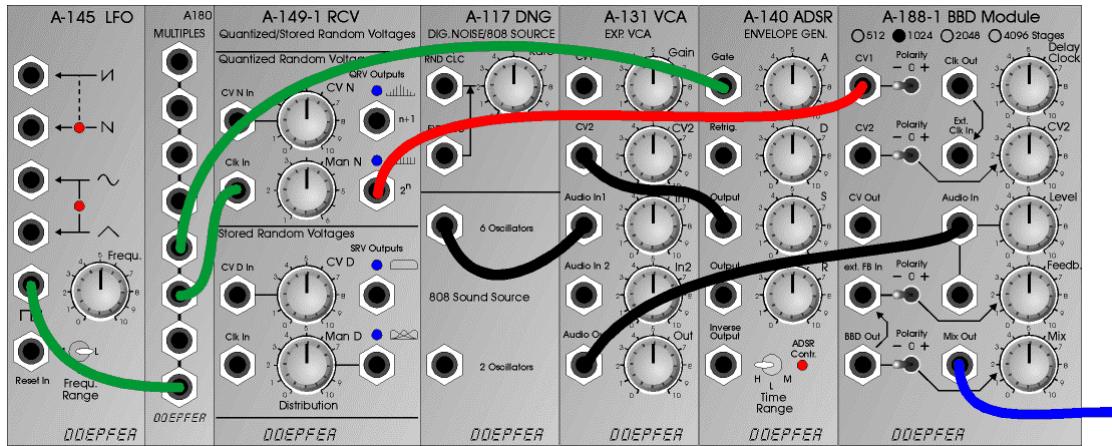 A-145 LFO
Frequ.
Reset In
Frequ.
Range
DOEPFER
A180
MULTIPLES
DOEPFER
A-149-1 RCV
Quantized/Stored Random Voltages
Quantized Random Voltages
QRV Outputs
CV N In
CV N
n+1
Clk In
Man N
2n
Stored Random Voltages
SRV Outputs
CV D In
CV D
Clk In
Man D
Distribution
DOEPFER
A-117 DNG
DIG.NOISE/808 SOURCE
RND CLC
Rate
6 Oscillators
808 Sound Source
2 Oscillators
DOEPFER
A-131 VCA
EXP. VCA
CV1
Gain
CV2
CV2
Audio In1
In1
Audio In 2
In2
Audio Ou
Out
DOEPFER
A-140 ADSR
ENVELOPE GEN.
Gate
A
Retrig.
D
Output
S
Output
R
Inverse
Output
ADSR
Contr.
H
L
M
Time
Range
DOEPFER
A-188-1 BBD Module
512 1024 2048 4096 Stages
CV1
Polarity
- 0 +
Clk Out
Delay
Clock
CV2
Polarity
- 0 +
Ext.
Clk In
CV2
CV Out
Audio In
Level
ext. FB In
Polarity
- 0 +
Feedb.
BBD Out
Polarity
- 0 +
Mix Out
Mix
DOEPFER